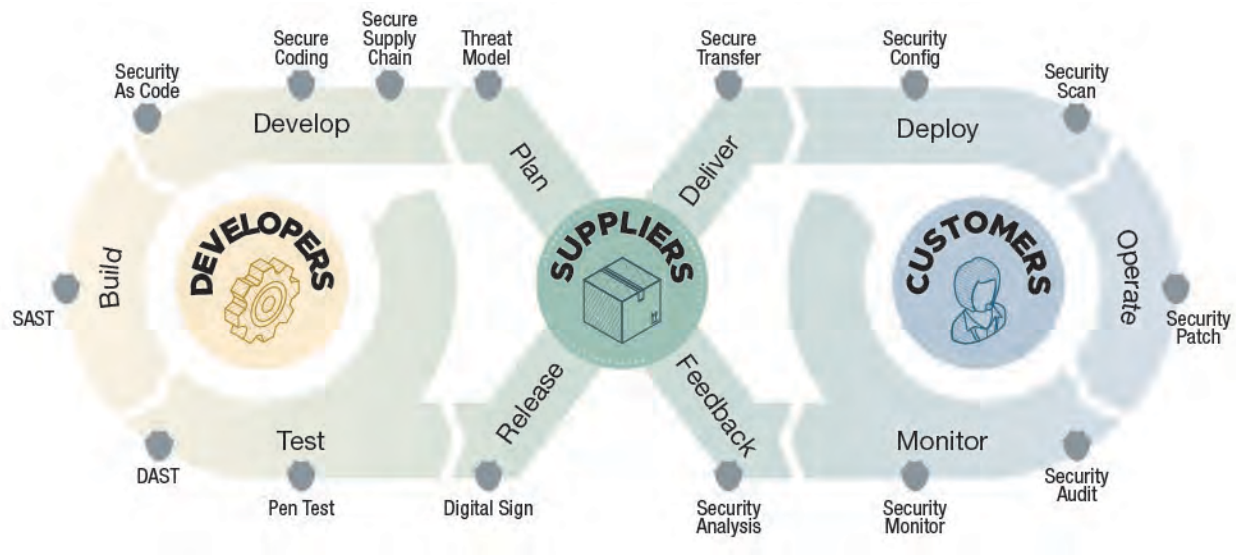 Secure
Coding
Secure
Supply
Chain
Threat
Model
Secure
Transfer
Security
Config
Security
As Code
Security
Scan
Develop
Plan
Deliver
Deploy
DEVELOPERS
SUPPLIERS
CUSTOMERS
Build
Operate
SAST
Security
Patch
Test
Release
Feedback
Monitor
DAST
Pen Test
Digital Sign
Security
Analysis
Security
Monitor
Security
Audit